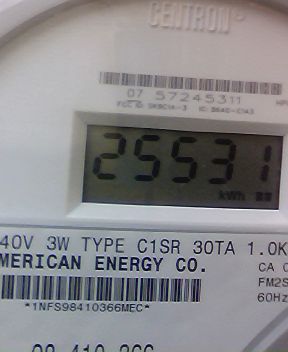 CENTRON®
07 57245311
25531
kWh
40V 3W TYPE C1SR 30TA 1.0K
MERICAN ENERGY CO.
CA 0
FM2S
60Hz
*1NFS98410366MEC*